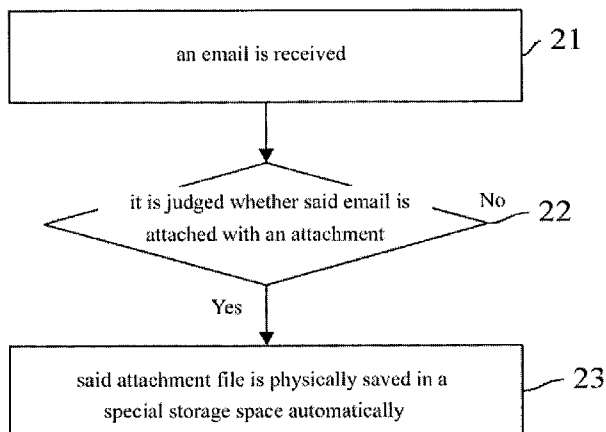 an email is received
21
it is judged whether said email is
attached with an attachment
No
22
Yes
said attachment file is physically saved in a
special storage space automatically
23